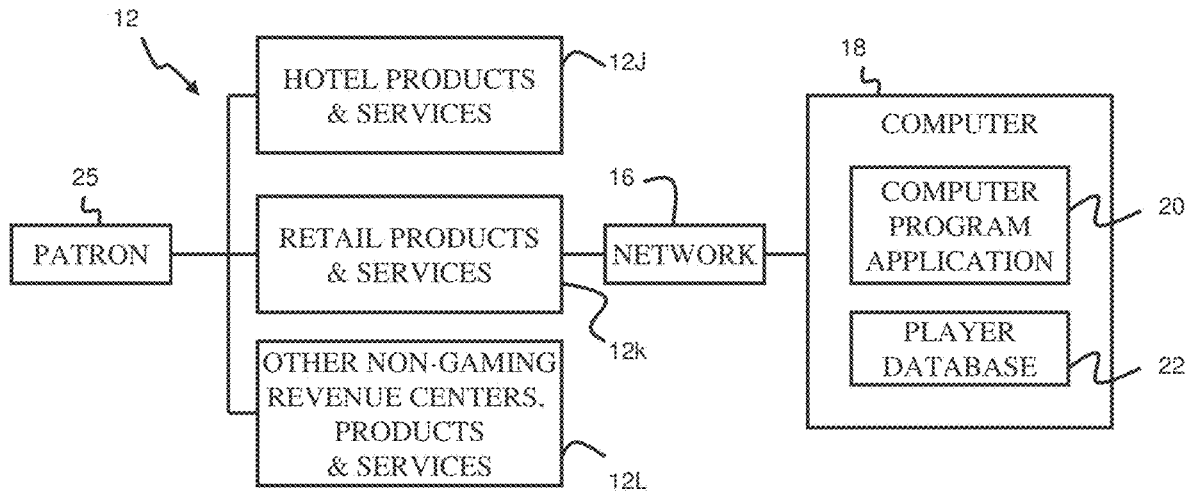 12
HOTEL PRODUCTS
& SERVICES
12J
25
PATRON
RETAIL PRODUCTS
& SERVICES
12k
OTHER NON-GAMING
REVENUE CENTERS,
PRODUCTS
& SERVICES
12L
16
NETWORK
18
COMPUTER
COMPUTER
PROGRAM
APPLICATION
20
PLAYER
DATABASE
22